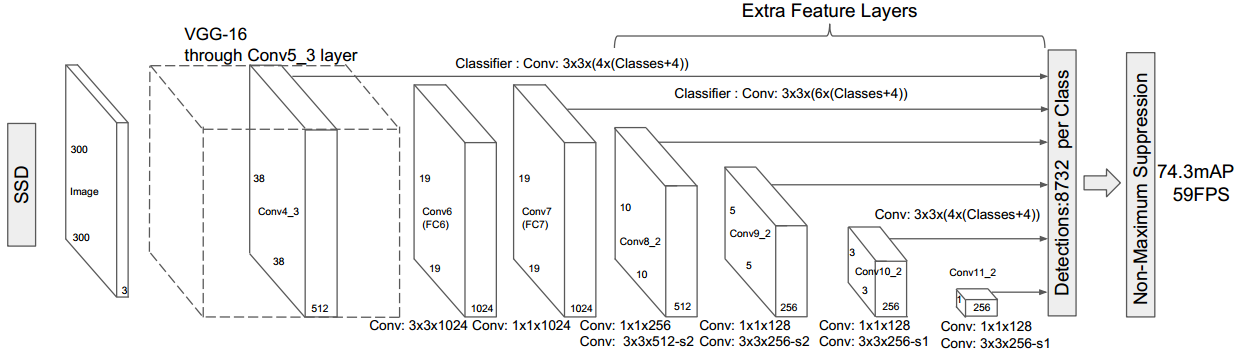 Extra Feature Layers
VGG-16
through Conv5_3 layer
Classifier : Conv: 3x3x(4x(Classes+4))
Classifier : Conv: 3x3x(6x(Classes+4))
SSD
300
Image
300
3
38
Conv4_3
38
512
19
Conv6
(FC6)
19
1024
19
Conv7
(FC7)
19
1024
10
Conv8_2
10
512
5
Conv9_2
5
256
Conv: 3x3x(4x(Classes+4))
3
Conv10_2
3
256
Conv11_2
1
256
Detections:8732 per Class
Non-Maximum Suppression
74.3mAP
59FPS
Conv: 3x3x1024
Conv: 1x1x1024
Conv: 1x1x256
Conv: 3x3x512-s2
Conv: 1x1x128
Conv: 3x3x256-s2
Conv: 1x1x128
Conv: 3x3x256-s1
Conv: 1x1x128
Conv: 3x3x256-s1